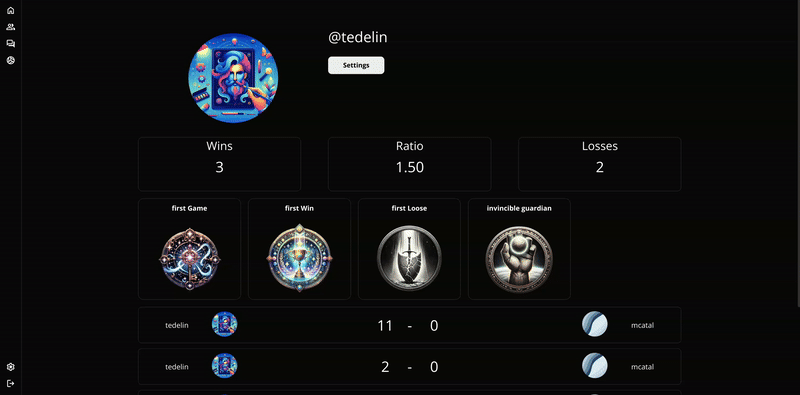 @tedelin
Settings
Wins
3
Ratio
1.50
Losses
2
first Game
first Win
first Loose
invincible guardian
tedelin 11 - 0 mcatal
tedelin 2 - 0 mcatal